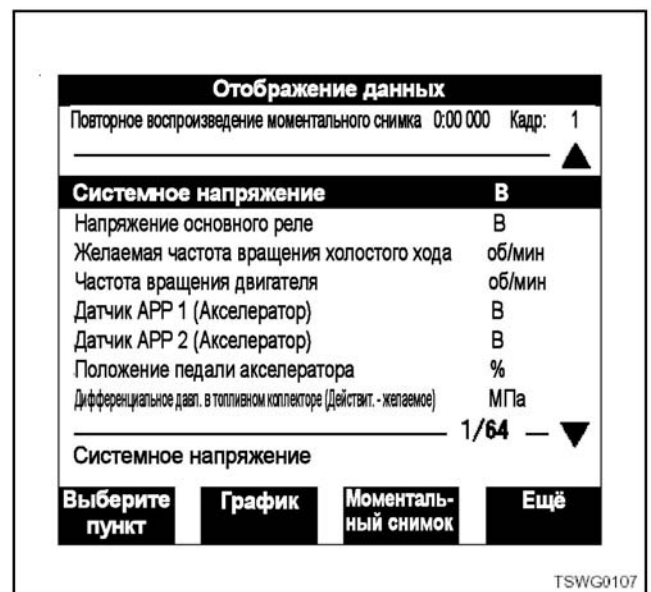 Отображение данных
Повторное воспроизведение моментального снимка 0:00 000 Кадр: 1
Системное напряжение В
Напряжение основного реле В
Желаемая частота вращения холостого хода об/мин
Частота вращения двигателя об/мин
Датчик APP 1 (Акселератор) В
Датчик APP 2 (Акселератор) В
Положение педали акселератора %
Дифференциальное давл. в топливном коллекторе (Действит. - желаемое) МПа
1/64
Системное напряжение
Выберите пункт
График
Моменталь-
ный снимок
Ещё
TSWG0107